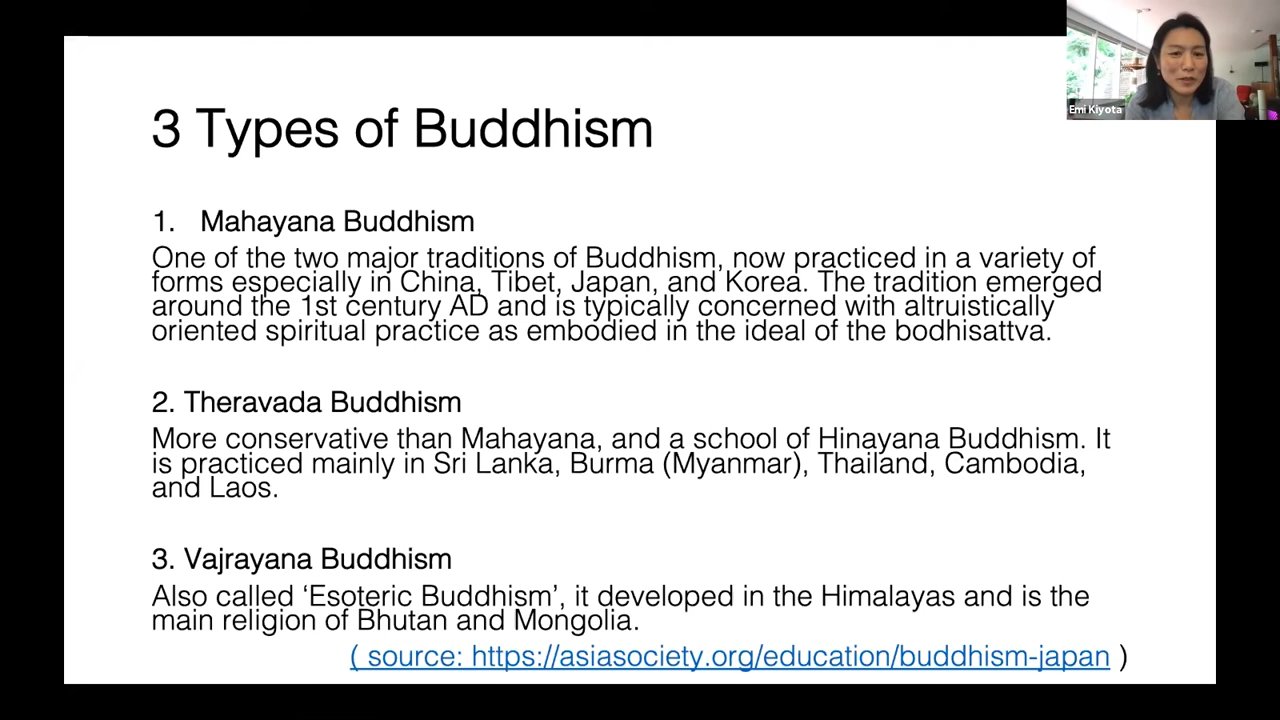 3 Types of Buddhism
Emi Kiyota
1. Mahayana Buddhism
One of the two major traditions of Buddhism, now practiced in a variety of
forms especially in China, Tibet, Japan, and Korea. The tradition emerged
around the 1st century AD and is typically concerned with altruistically
oriented spiritual practice as embodied in the ideal of the bodhisattva.
2. Theravada Buddhism
More conservative than Mahayana, and a school of Hinayana Buddhism. It
is practiced mainly in Sri Lanka, Burma (Myanmar), Thailand, Cambodia,
and Laos.
3. Vajrayana Buddhism
Also called ‘Esoteric Buddhism’, it developed in the Himalayas and is the
main religion of Bhutan and Mongolia.
( source: https://asiasociety.org/education/buddhism-japan )